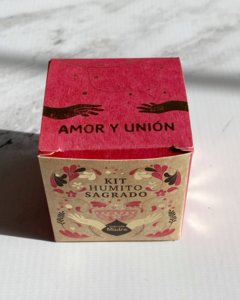 AMOR Y UNIÓN
KIT
HUMITO
SAGRADO